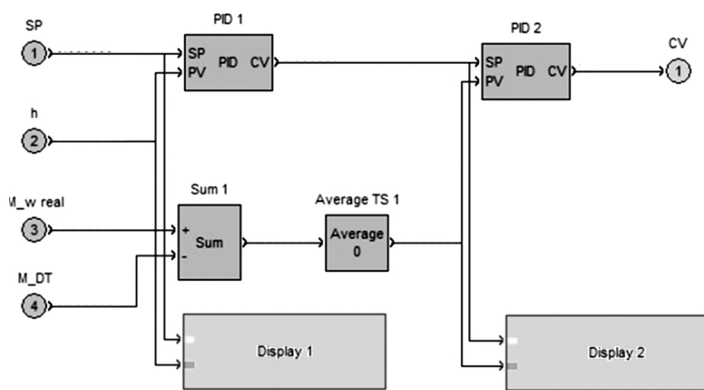 SP
1
PID 1
SP
PV
PID
CV
PID 2
SP
PV
PID
CV
CV
1
h
2
M_w real
3
Sum 1
+
-
Sum
Average TS 1
Average
0
M_DT
4
Display 1
Display 2